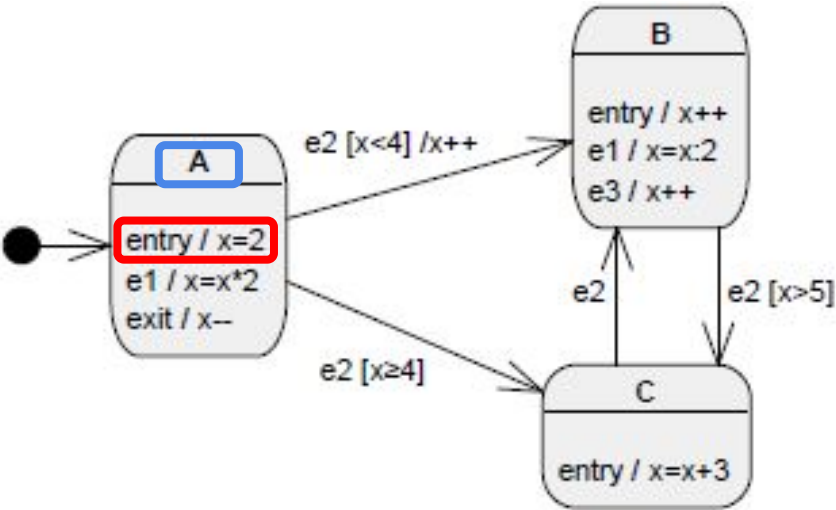 A
entry / x=2
e1 / x=x*2
exit / x--
e2 [x<4] /x++
e2 [x≥4]
B
entry / x++
e1 / x=x:2
e3 / x++
e2
e2 [x>5]
C
entry / x=x+3